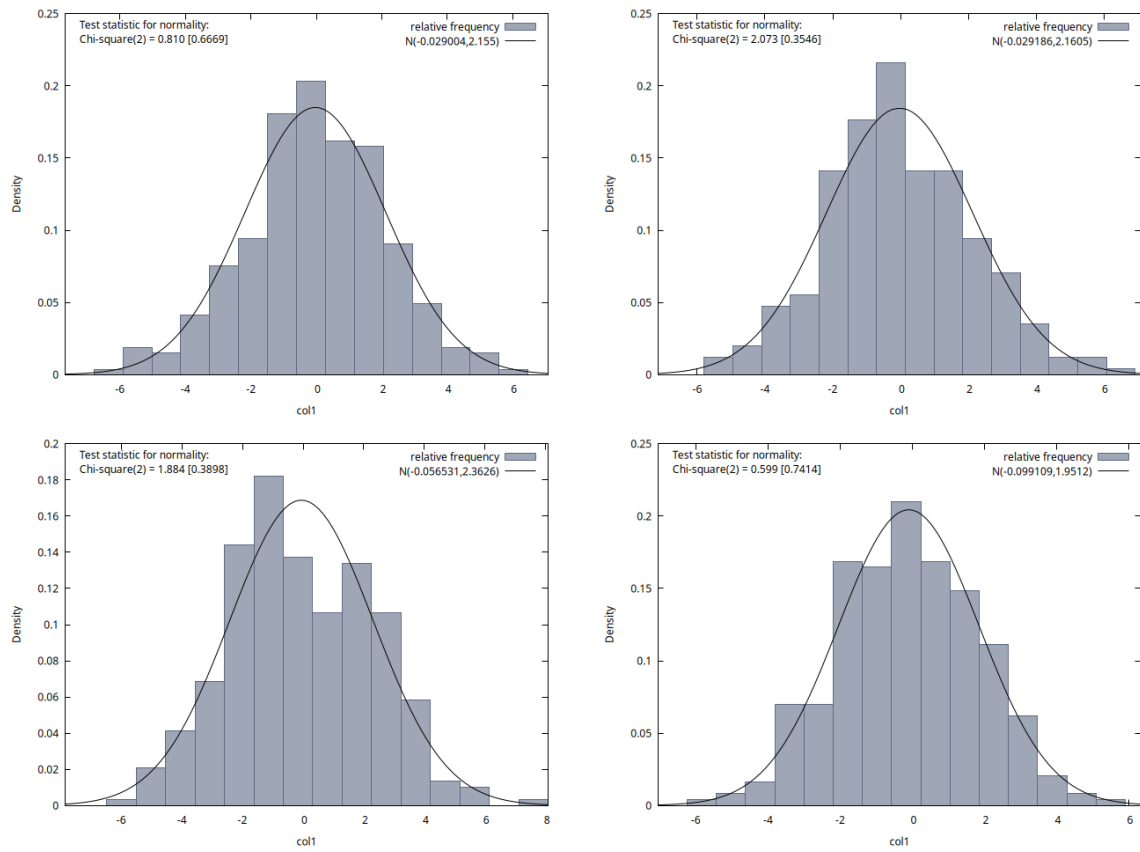 Test statistic for normality:
Chi-square(2) = 0.810 [0.6669]
relative frequency
N(-0.029004,2.155)
0.25
0.2
0.15
0.1
0.05
0
Density
-6 -4 -2 0 2 4 6
col1
Test statistic for normality:
Chi-square(2) = 2.073 [0.3546]
relative frequency
N(-0.029186,2.1605)
0.25
0.2
0.15
0.1
0.05
0
Density
-6 -4 -2 0 2 4 6
col1
Test statistic for normality:
Chi-square(2) = 1.884 [0.3898]
relative frequency
N(-0.056531,2.3626)
0.2
0.18
0.16
0.14
0.12
0.1
0.08
0.06
0.04
0.02
0
Density
-6 -4 -2 0 2 4 6 8
col1
Test statistic for normality:
Chi-square(2) = 0.599 [0.7414]
relative frequency
N(-0.099109,1.9512)
0.25
0.2
0.15
0.1
0.05
0
Density
-6 -4 -2 0 2 4 6
col1